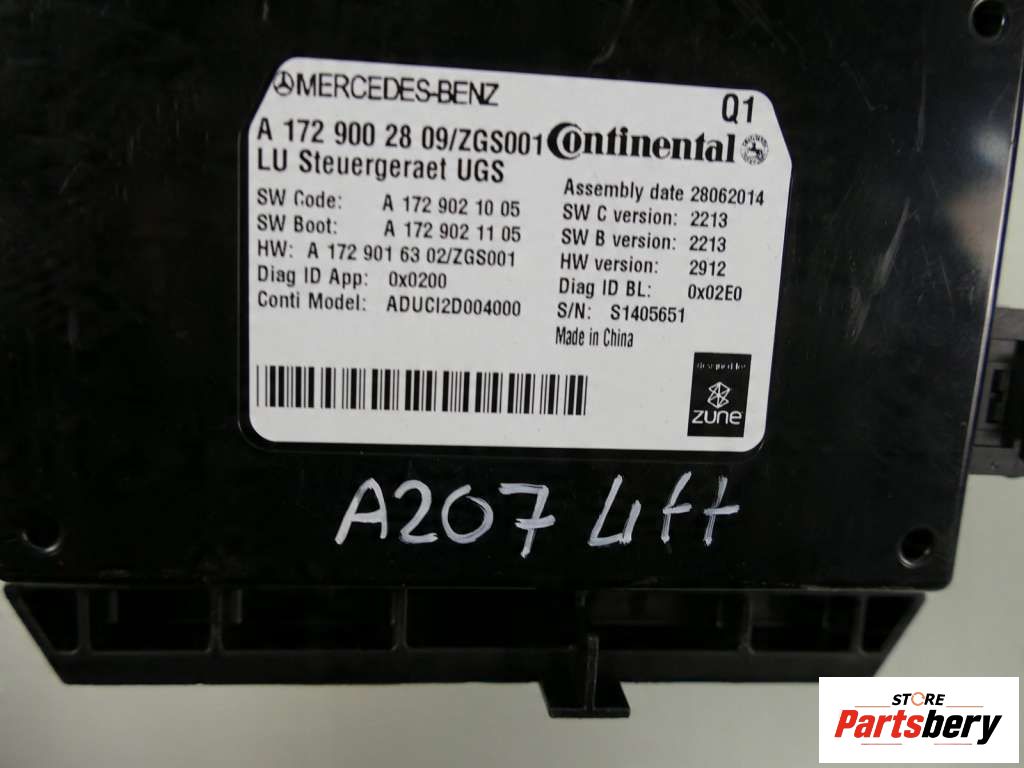 MERCEDES-BENZ
Q1
A 172 900 28 09/ZGS001
Continental
LU Steuergeraet UGS
SW Code: A 172 902 10 05
SW Boot: A 172 902 11 05
HW: A 172 901 63 02/ZGS001
Diag ID App: 0x0200
Conti Model: ADUCI2D004000
Assembly date 28062014
SW C version: 2213
SW B version: 2213
HW version: 2912
Diag ID BL: 0x02E0
S/N: S1405651
Made in China
zune
A207 Lift
STORE
Partsbery